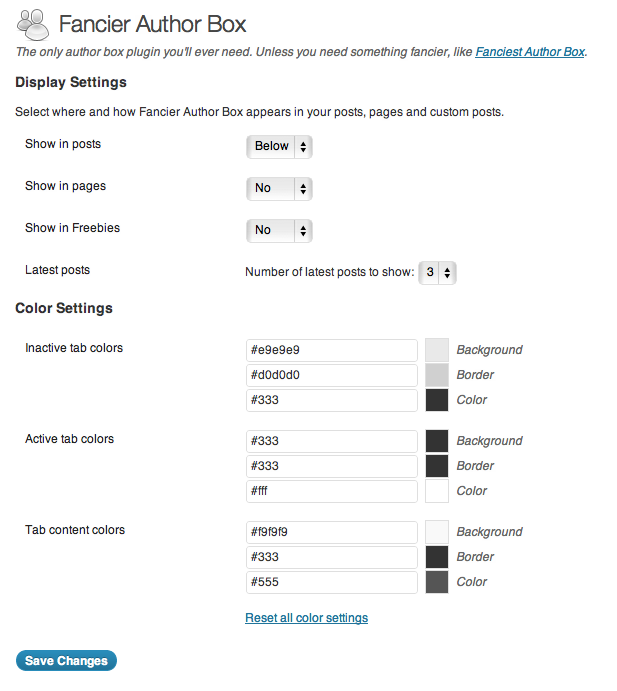 Fancier Author Box
The only author box plugin you'll ever need. Unless you need something fancier, like Fanciest Author Box.
Display Settings
Select where and how Fancier Author Box appears in your posts, pages and custom posts.
Show in posts Below
Show in pages No
Show in Freebies No
Latest posts Number of latest posts to show: 3
Color Settings
Inactive tab colors #e9e9e9 Background
#d0d0d0 Border
#333 Color
Active tab colors #333 Background
#333 Border
#fff Color
Tab content colors #f9f9f9 Background
#333 Border
#555 Color
Reset all color settings
Save Changes